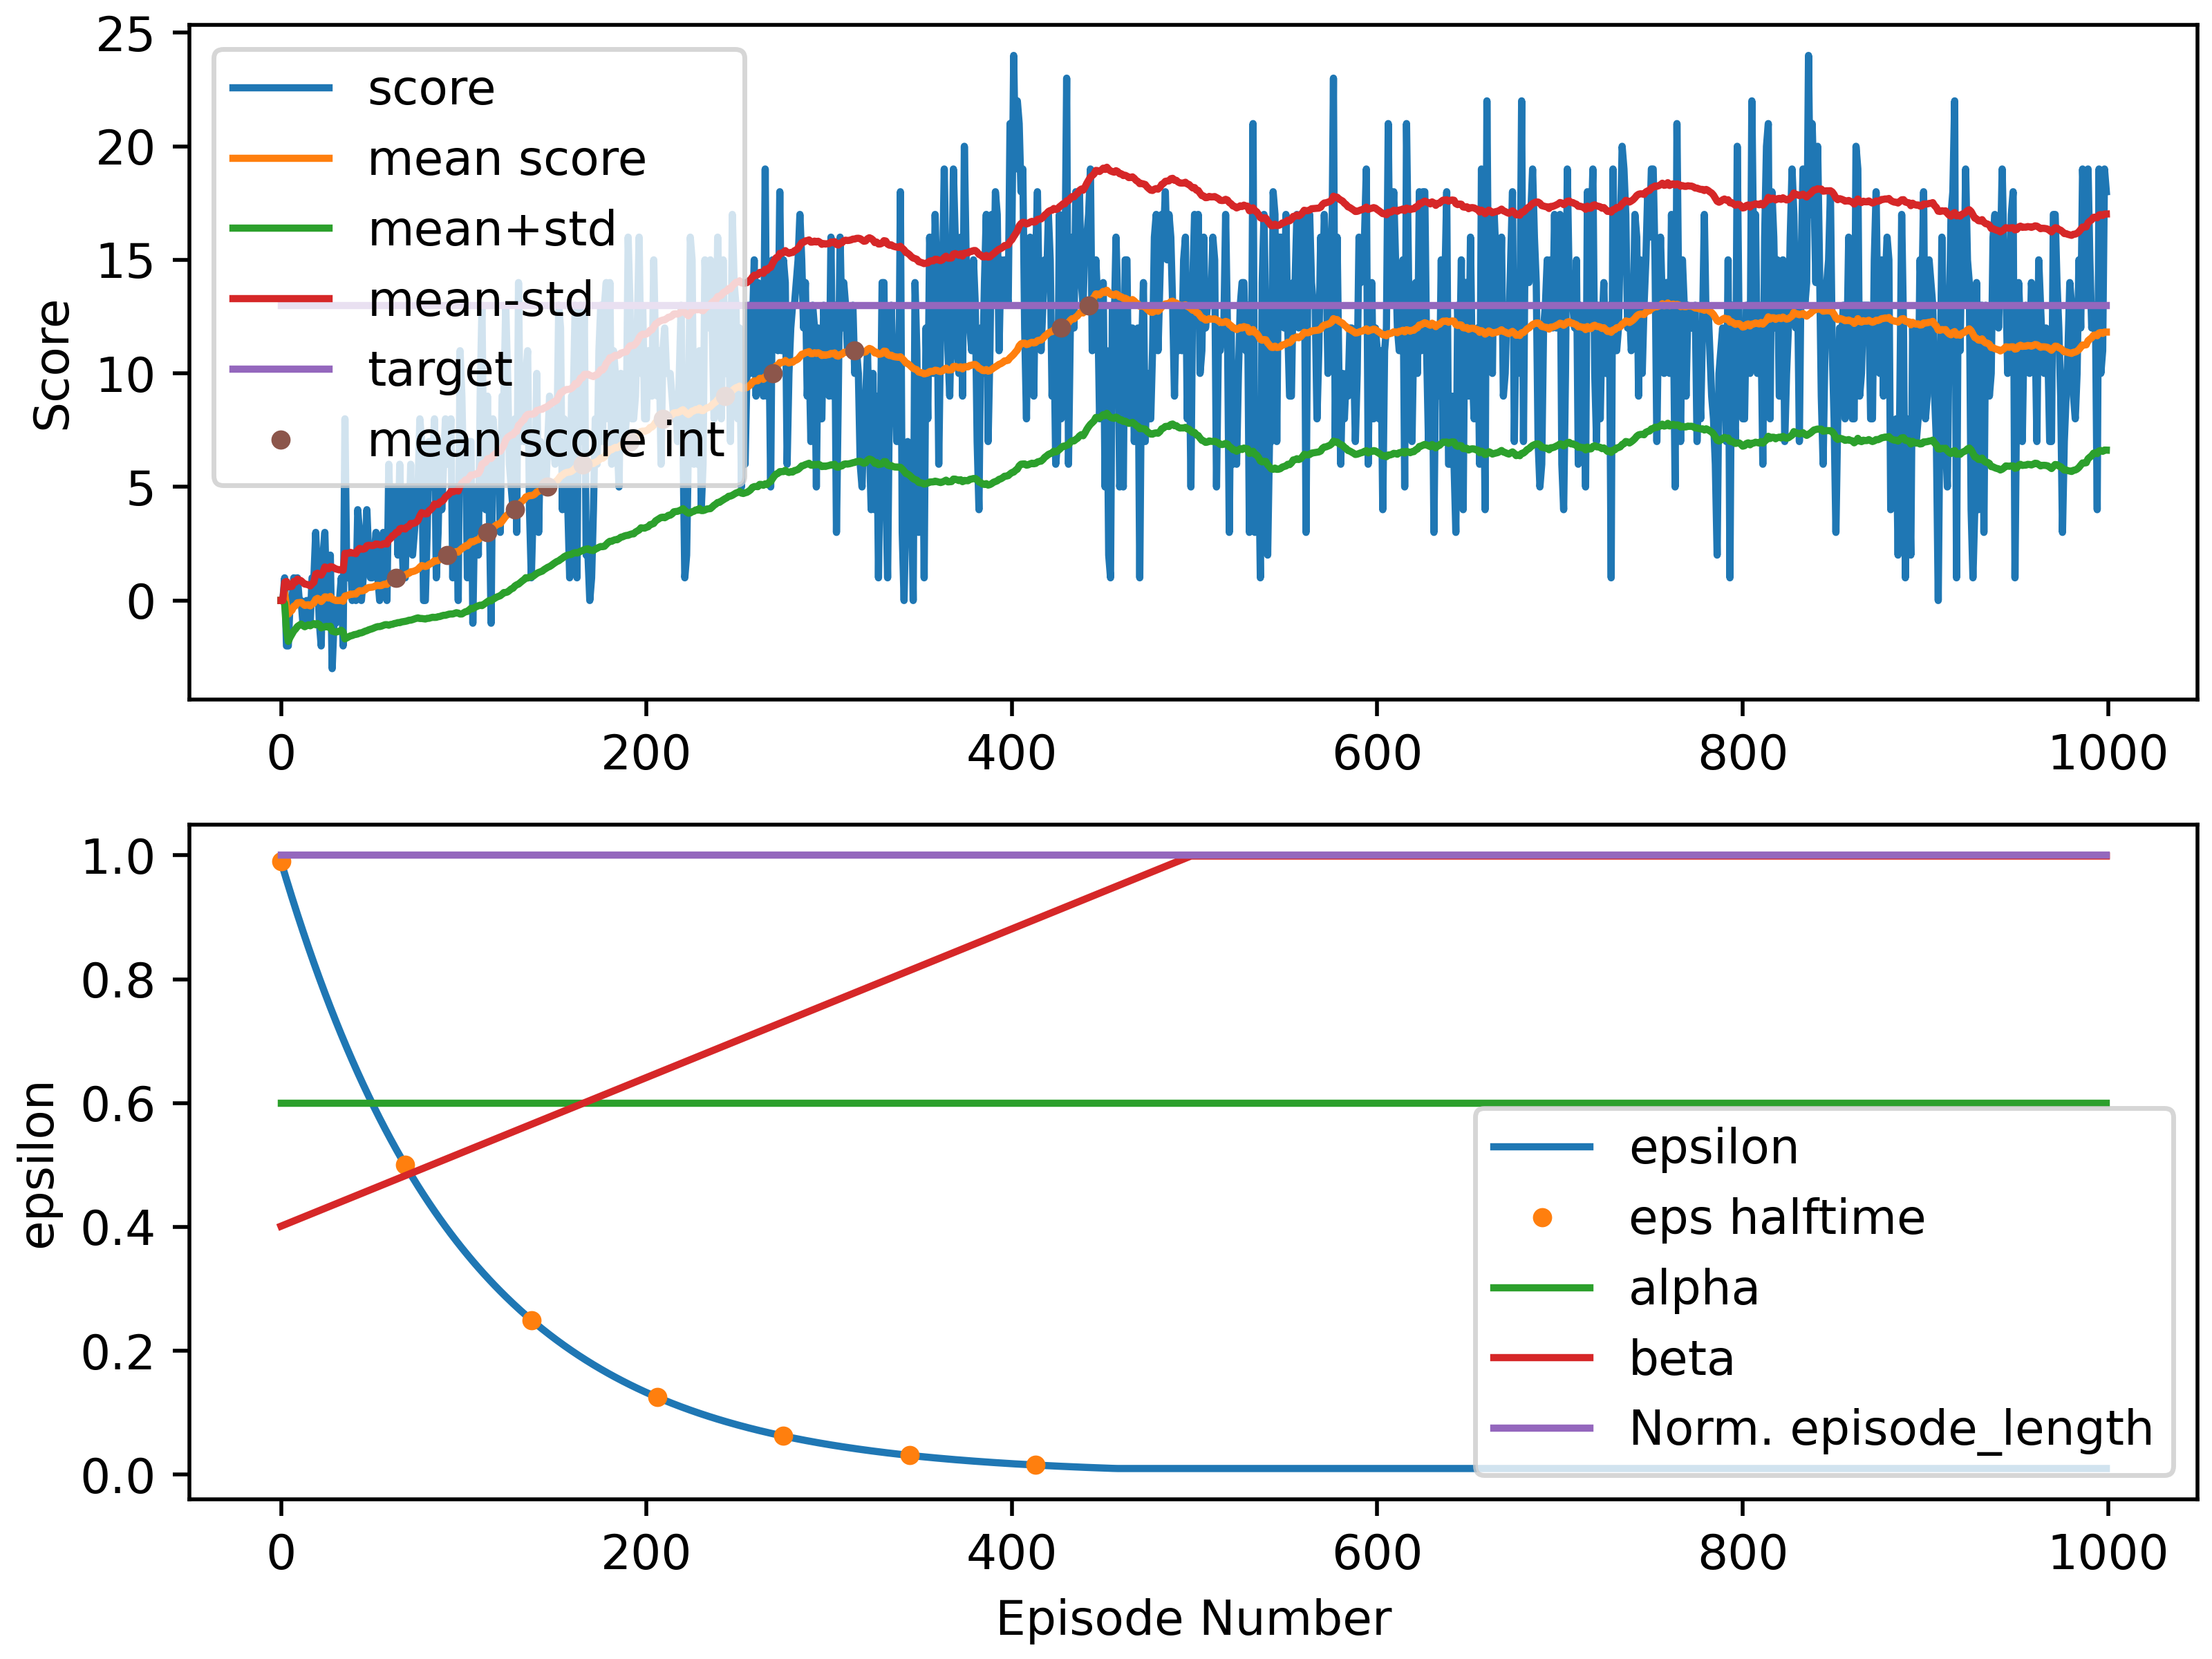 25
20
15
10
5
0
Score
score
mean score
mean+std
mean-std
target
mean score int
0 200 400 600 800 1000
1.0
0.8
0.6
0.4
0.2
0.0
epsilon
epsilon
eps halftime
alpha
beta
Norm. episode_length
0 200 400 600 800 1000
Episode Number